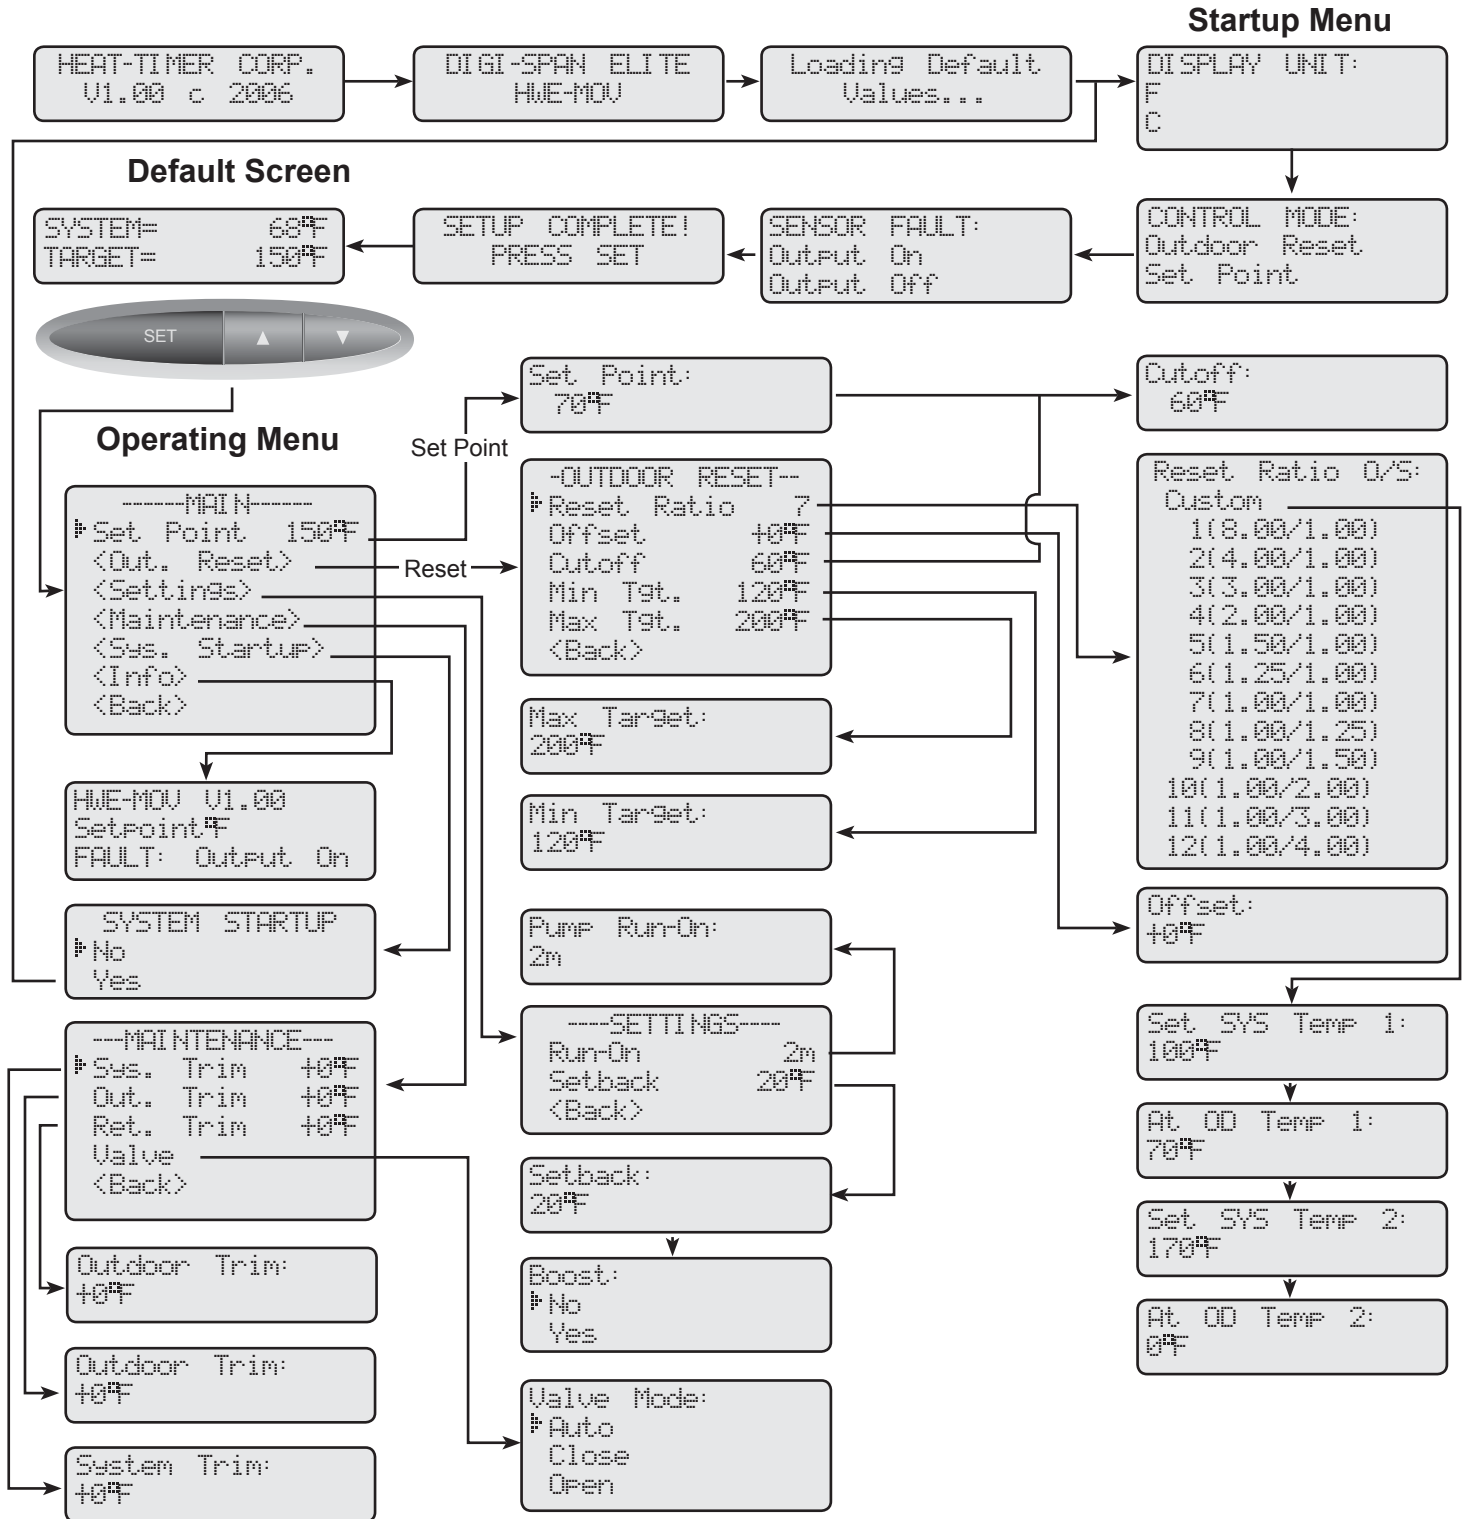 Startup Menu
HEAT-TIMER CORP.
V1.00 c 2006
DIGI-SPAN ELITE
HWE-MOV
Loading Default
Values...
DISPLAY UNIT:
F
C
Default Screen
SYSTEM= 68°F
TARGET= 150°F
SETUP COMPLETE!
PRESS SET
SENSOR FAULT:
Output On
Output Off
CONTROL MODE:
Outdoor Reset
Set Point
SET ▲ ▼
Operating Menu
Set Point
Reset
Set Point:
70°F
Cutoff:
60°F
------MAIN-----
Set Point 150°F
<Out. Reset>
<Settings>
<Maintenance>
<Sys. Startup>
<Info>
<Back>
-OUTDOOR RESET--
Reset Ratio 7
Offset +0°F
Cutoff 60°F
Min Tgt. 120°F
Max Tgt. 200°F
<Back>
Reset Ratio O/S:
Custom
1(8.00/1.00)
2(4.00/1.00)
3(3.00/1.00)
4(2.00/1.00)
5(1.50/1.00)
6(1.25/1.00)
7(1.00/1.00)
8(1.00/1.25)
9(1.00/1.50)
10(1.00/2.00)
11(1.00/3.00)
12(1.00/4.00)
Max Target:
200°F
Min Target:
120°F
HWE-MOV V1.00
Setpoint°F
FAULT: Output On
SYSTEM STARTUP
No
Yes
Pump Run-On:
2m
Offset:
+0°F
---MAINTENANCE---
Sys. Trim +0°F
Out. Trim +0°F
Ret. Trim +0°F
Valve
<Back>
----SETTINGS----
Run-On 2m
Setback 20°F
<Back>
Set SYS Temp 1:
100°F
At OD Temp 1:
70°F
Setback:
20°F
Set SYS Temp 2:
170°F
Outdoor Trim:
+0°F
Boost:
No
Yes
At OD Temp 2:
0°F
Outdoor Trim:
+0°F
Valve Mode:
Auto
Close
Open
System Trim:
+0°F